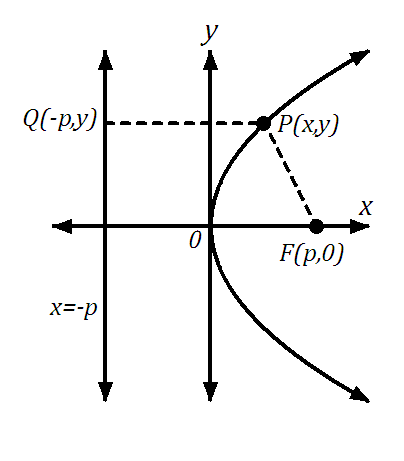 y
Q(-p,y)
P(x,y)
x
0
F(p,0)
x=-p